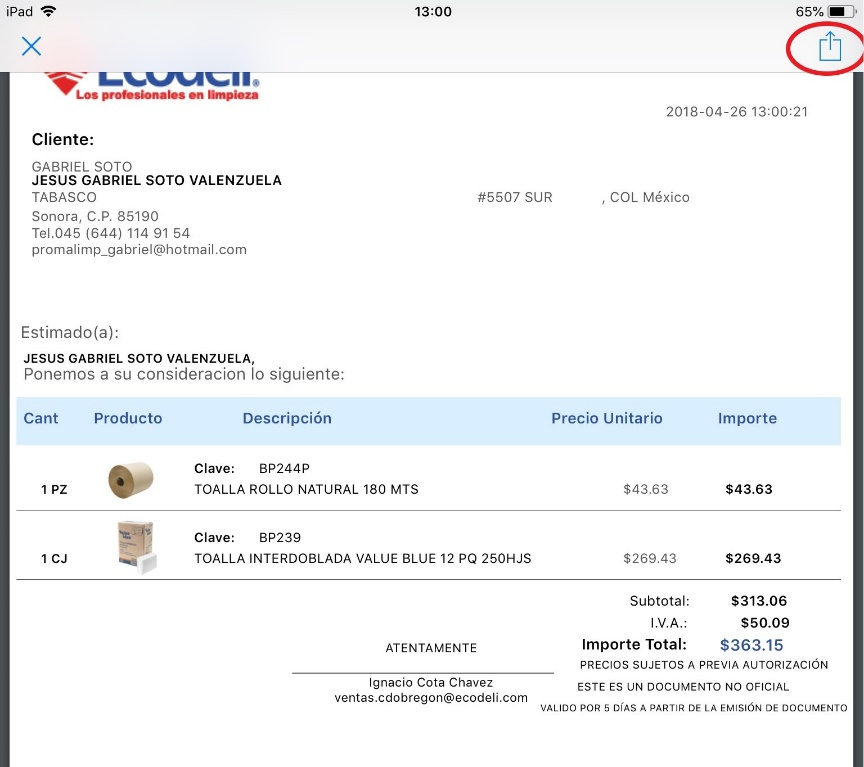 iPad 13:00 65%
Ecodeli®
Los profesionales en limpieza
2018-04-26 13:00:21
Cliente:
GABRIEL SOTO
JESUS GABRIEL SOTO VALENZUELA
TABASCO #5507 SUR , COL México
Sonora, C.P. 85190
Tel.045 (644) 114 91 54
promalimp_gabriel@hotmail.com
Estimado(a):
JESUS GABRIEL SOTO VALENZUELA,
Ponemos a su consideracion lo siguiente:
Cant Producto Descripción Precio Unitario Importe
Clave: BP244P
1 PZ TOALLA ROLLO NATURAL 180 MTS $43.63 $43.63
Clave: BP239
1 CJ TOALLA INTERDOBLADA VALUE BLUE 12 PQ 250HJS $269.43 $269.43
Subtotal: $313.06
I.V.A.: $50.09
Importe Total: $363.15
ATENTAMENTE
PRECIOS SUJETOS A PREVIA AUTORIZACIÓN
Ignacio Cota Chavez
ESTE ES UN DOCUMENTO NO OFICIAL
ventas.cdobregon@ecodeli.com
VALIDO POR 5 DÍAS A PARTIR DE LA EMISIÓN DE DOCUMENTO